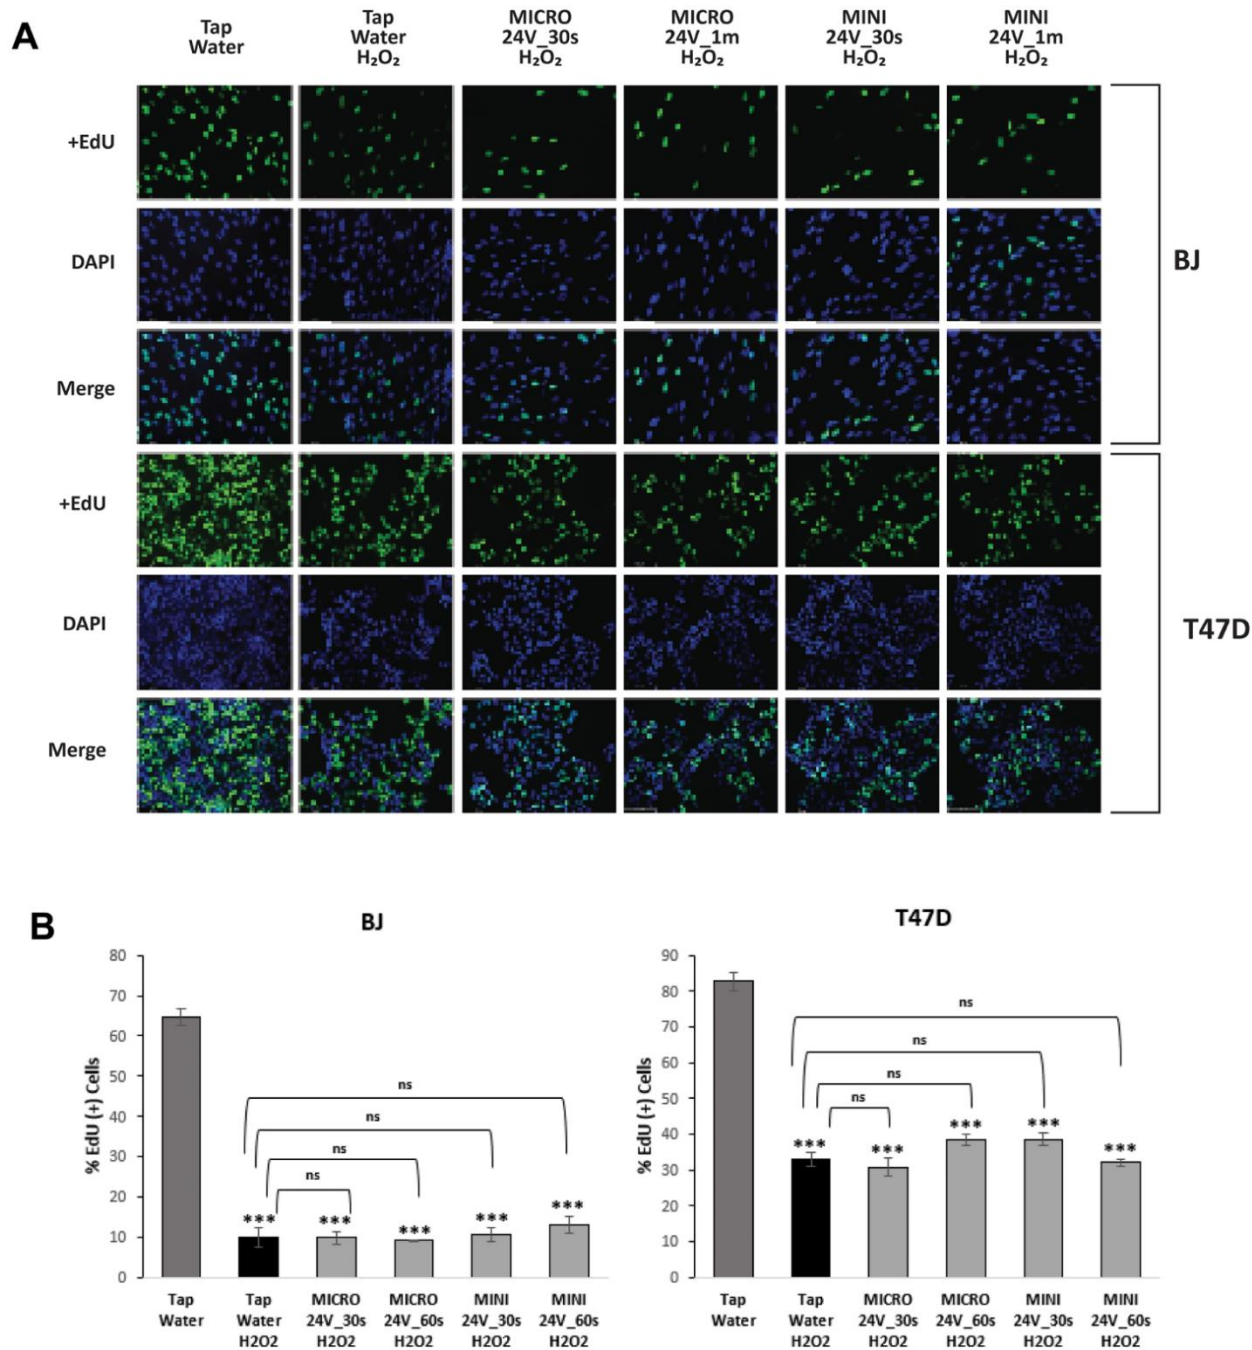 A
Tap
Water
Tap
Water
H₂O₂
MICRO
24V_30s
H₂O₂
MICRO
24V_1m
H₂O₂
MINI
24V_30s
H₂O₂
MINI
24V_1m
H₂O₂
+EdU
DAPI
Merge
BJ
+EdU
DAPI
Merge
T47D
B
BJ
% EdU (+) Cells
80
70
60
50
40
30
20
10
0
ns
ns
ns
ns
***
***
***
***
***
Tap
Water
Tap
Water
H2O2
MICRO
24V_30s
H2O2
MICRO
24V_60s
H2O2
MINI
24V_30s
H2O2
MINI
24V_60s
H2O2
T47D
% EdU (+) Cells
90
80
70
60
50
40
30
20
10
0
ns
ns
ns
ns
***
***
***
***
***
Tap
Water
Tap
Water
H2O2
MICRO
24V_30s
H2O2
MICRO
24V_60s
H2O2
MINI
24V_30s
H2O2
MINI
24V_60s
H2O2